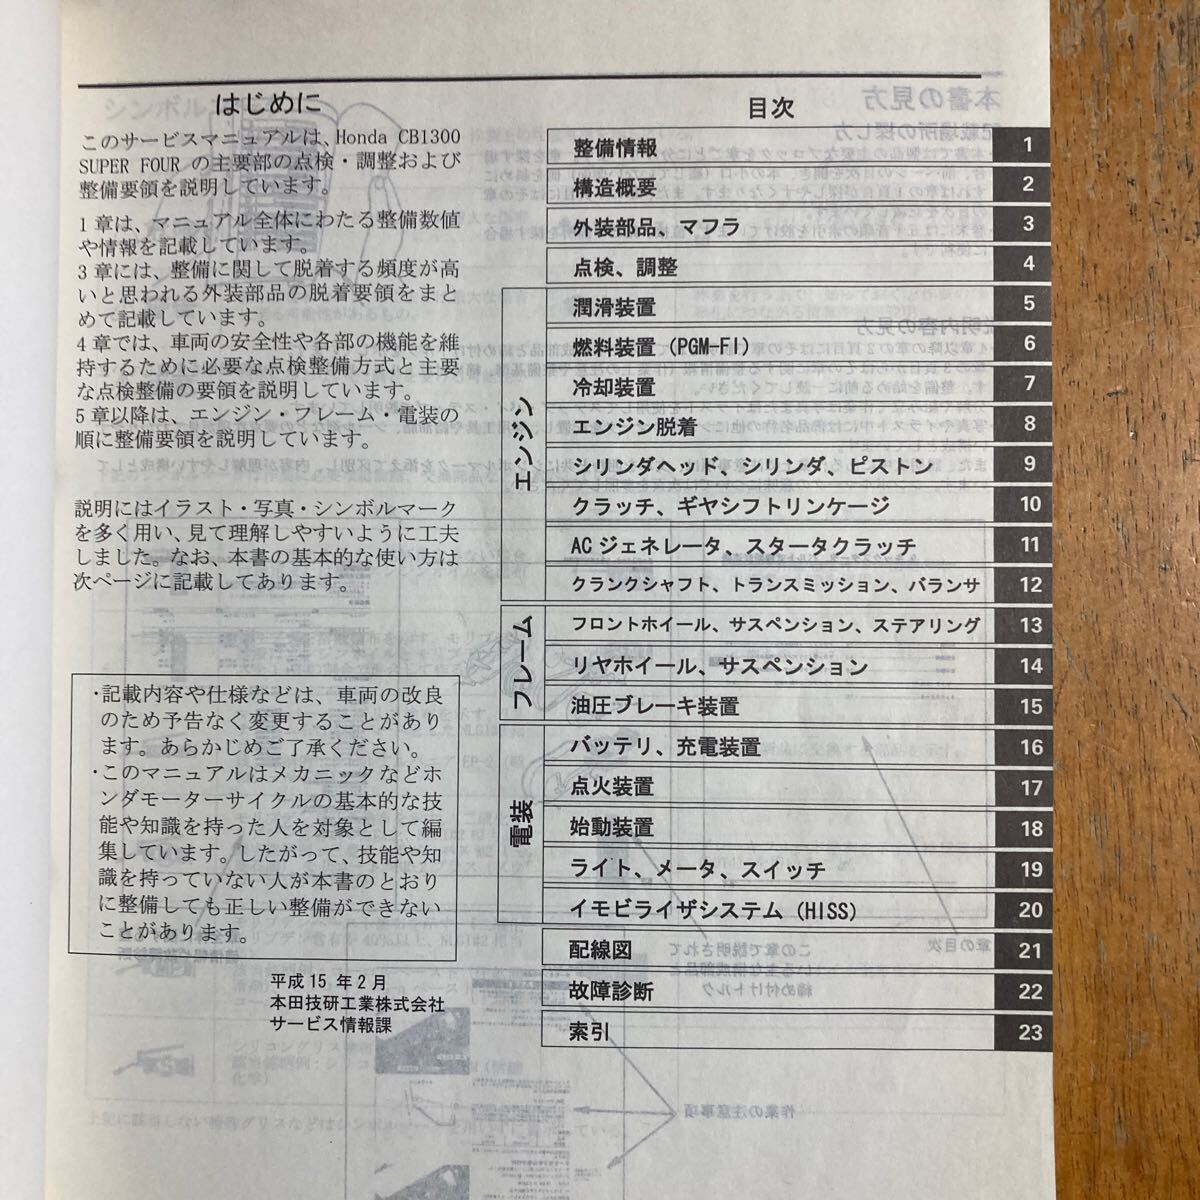 はじめに
このサービスマニュアルは、Honda CB1300
SUPER FOUR の主要部の点検・調整および
整備要領を説明しています。
1章は、マニュアル全体にわたる整備数値
や情報を記載しています。
3章には、整備に関して脱着する頻度が高
いと思われる外装部品の脱着要領をまと
めて記載しています。
4章では、車両の安全性や各部の機能を維
持するために必要な点検整備方式と主要
な点検整備の要領を説明しています。
5章以降は、エンジン・フレーム・電装の
順に整備要領を説明しています。
説明にはイラスト・写真・シンボルマーク
を多く用い、見て理解しやすいように工夫
しました。なお、本書の基本的な使い方は
次ページに記載してあります。
・記載内容や仕様などは、車両の改良
のため予告なく変更することがあり
ます。あらかじめご了承ください。
・このマニュアルはメカニックなどホ
ンダモーターサイクルの基本的な技
能や知識を持った人を対象として編
集しています。したがって、技能や知
識を持っていない人が本書のとおり
に整備しても正しい整備ができない
ことがあります。
平成15 年2月
本田技研工業株式会社
サービス情報課
目次
整備情報 1
構造概要 2
外装部品、マフラ 3
点検、調整 4
エンジン
潤滑装置 5
燃料装置 (PGM-FI) 6
冷却装置 7
エンジン脱着 8
シリンダヘッド、シリンダ、ピストン 9
クラッチ、ギヤシフトリンケージ 10
ACジェネレータ、スタータクラッチ 11
クランクシャフト、トランスミッション、バランサ 12
フレーム
フロントホイール、サスペンション、ステアリング 13
リヤホイール、サスペンション 14
油圧ブレーキ装置 15
電装
バッテリ、充電装置 16
点火装置 17
始動装置 18
ライト、メータ、スイッチ 19
イモビライザシステム (HISS) 20
配線図 21
故障診断 22
索引 23